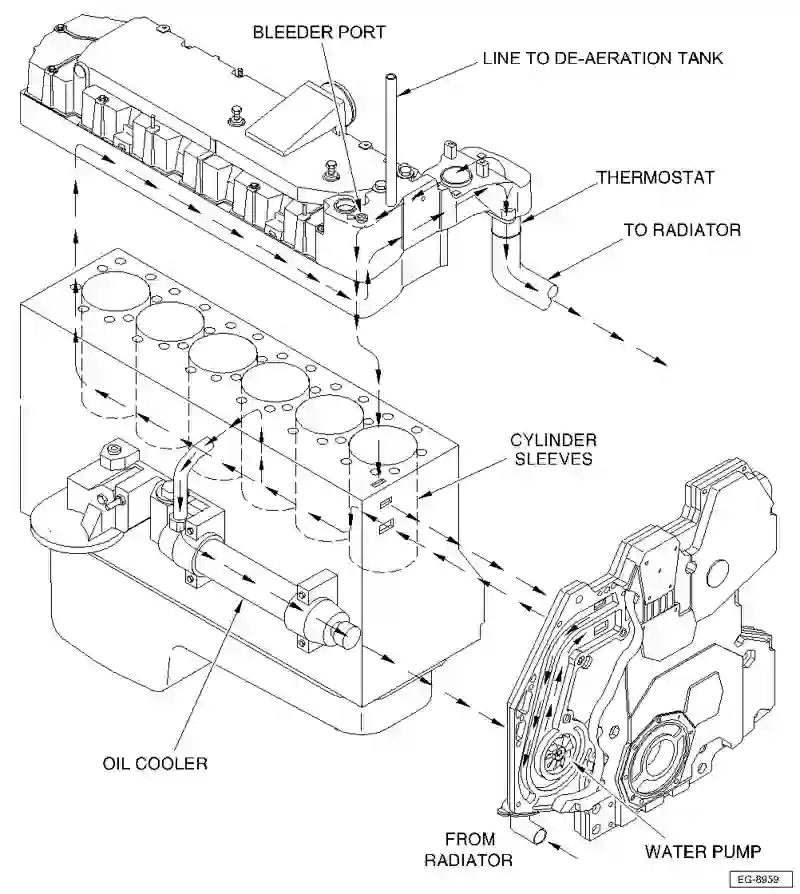 BLEEDER PORT
LINE TO DE-AERATION TANK
THERMOSTAT
TO RADIATOR
CYLINDER
SLEEVES
OIL COOLER
FROM
RADIATOR
WATER PUMP
EG-8959